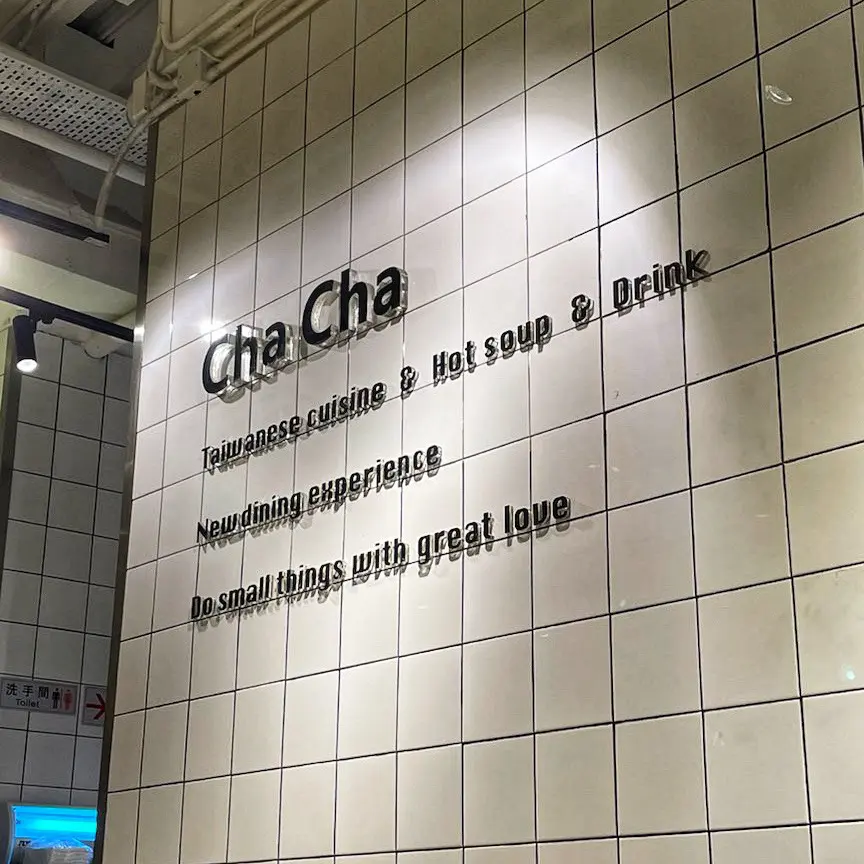 Cha Cha
Taiwanese cuisine & Hot soup & Drink
New dining experience
Do small things with great love
洗手間
Toilet